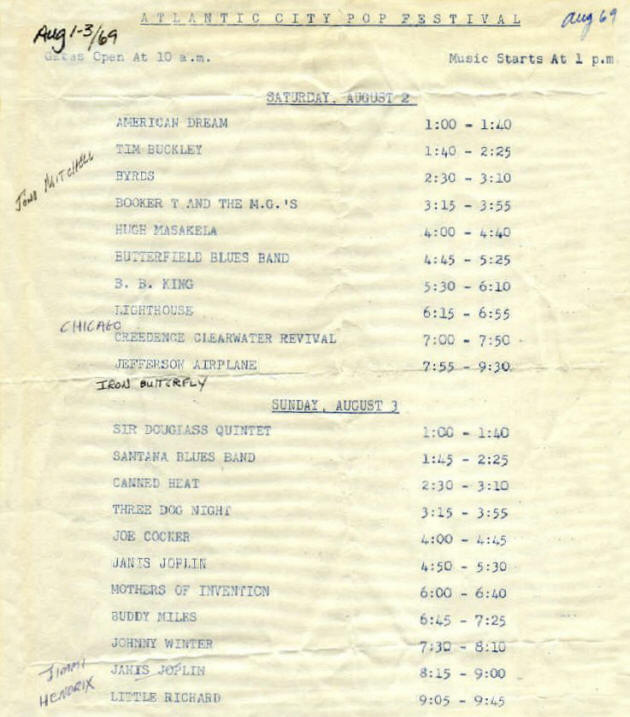 ATLANTIC CITY POP FESTIVAL aug 69
Aug 1-3/69
Gates Open At 10 a.m. Music Starts At 1 p.m.
SATURDAY, AUGUST 2
AMERICAN DREAM 1:00 - 1:40
TIM BUCKLEY 1:40 - 2:25
JONI MITCHELL
BYRDS 2:30 - 3:10
BOOKER T AND THE M.G.'S 3:15 - 3:55
HUGH MASAKELA 4:00 - 4:40
BUTTERFIELD BLUES BAND 4:45 - 5:25
B. B. KING 5:30 - 6:10
LIGHTHOUSE 6:15 - 6:55
CHICAGO
CREEDENCE CLEARWATER REVIVAL 7:00 - 7:50
JEFFERSON AIRPLANE 7:55 - 9:30
IRON BUTTERFLY
SUNDAY, AUGUST 3
SIR DOUGLASS QUINTET 1:00 - 1:40
SANTANA BLUES BAND 1:45 - 2:25
CANNED HEAT 2:30 - 3:10
THREE DOG NIGHT 3:15 - 3:55
JOE COCKER 4:00 - 4:45
JANIS JOPLIN 4:50 - 5:30
MOTHERS OF INVENTION 6:00 - 6:40
BUDDY MILES 6:45 - 7:25
JOHNNY WINTER 7:30 - 8:10
JANIS JOPLIN 8:15 - 9:00
JIMMI
HENDRIX
LITTLE RICHARD 9:05 - 9:45